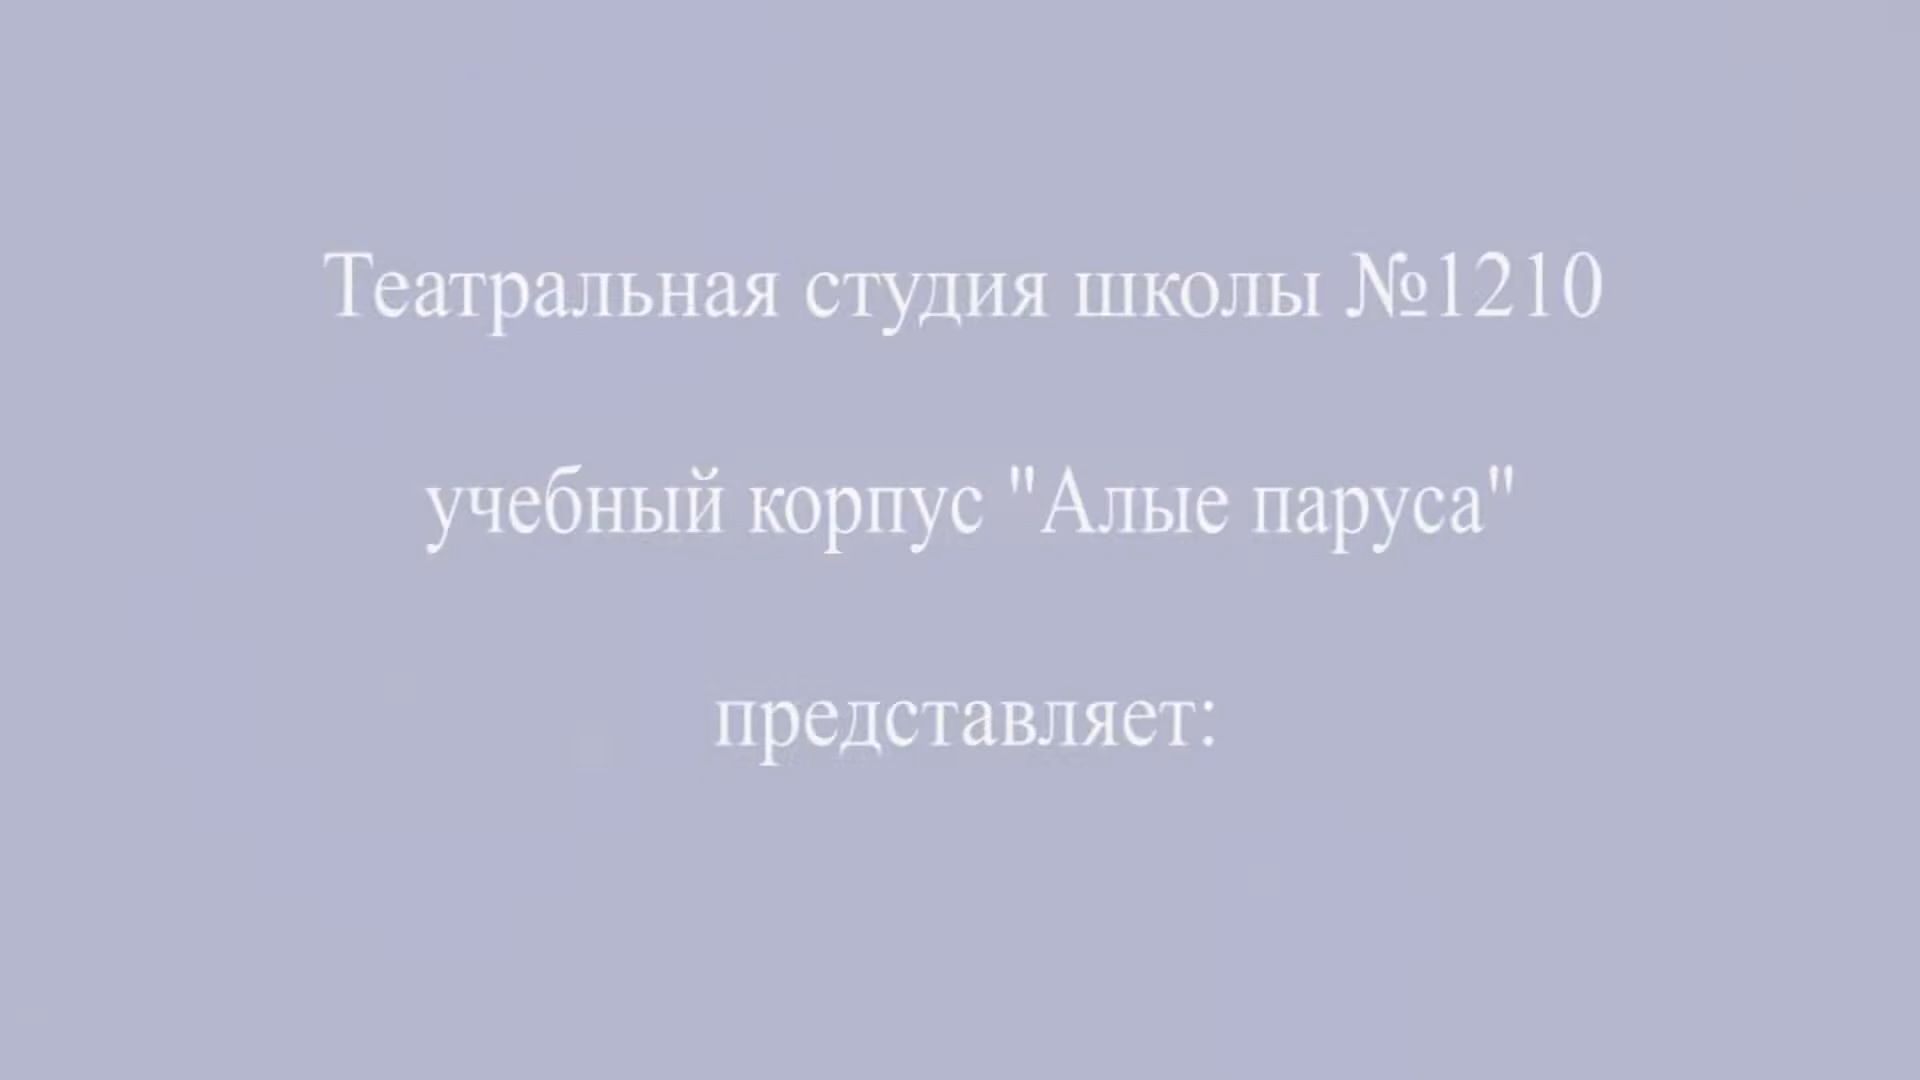 Театральная студия школы №1210
учебный корпус "Алые паруса"
представляет: